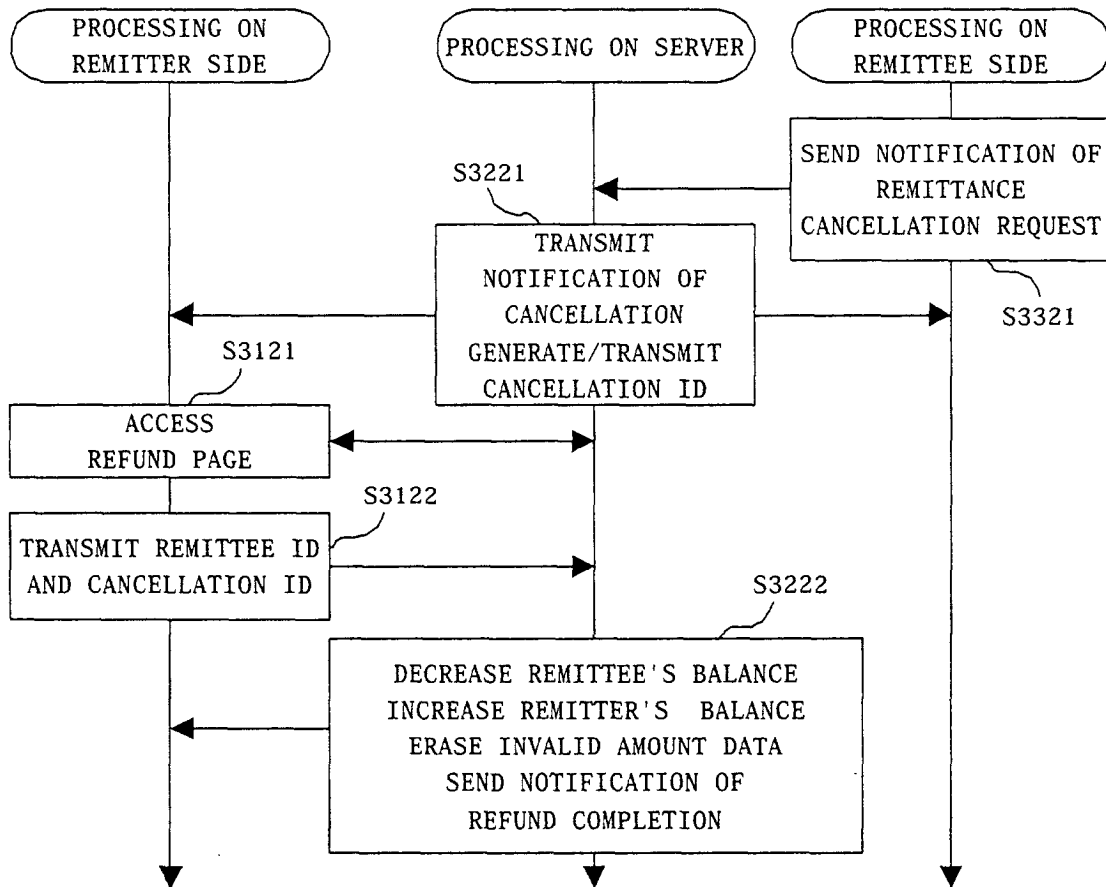 PROCESSING ON
REMITTER SIDE
PROCESSING ON SERVER
PROCESSING ON
REMITTEE SIDE
SEND NOTIFICATION OF
REMITTANCE
CANCELLATION REQUEST
S3321
S3221
TRANSMIT
NOTIFICATION OF
CANCELLATION
GENERATE/TRANSMIT
CANCELLATION ID
S3121
ACCESS
REFUND PAGE
S3122
TRANSMIT REMITTEE ID
AND CANCELLATION ID
S3222
DECREASE REMITTEE'S BALANCE
INCREASE REMITTER'S BALANCE
ERASE INVALID AMOUNT DATA
SEND NOTIFICATION OF
REFUND COMPLETION